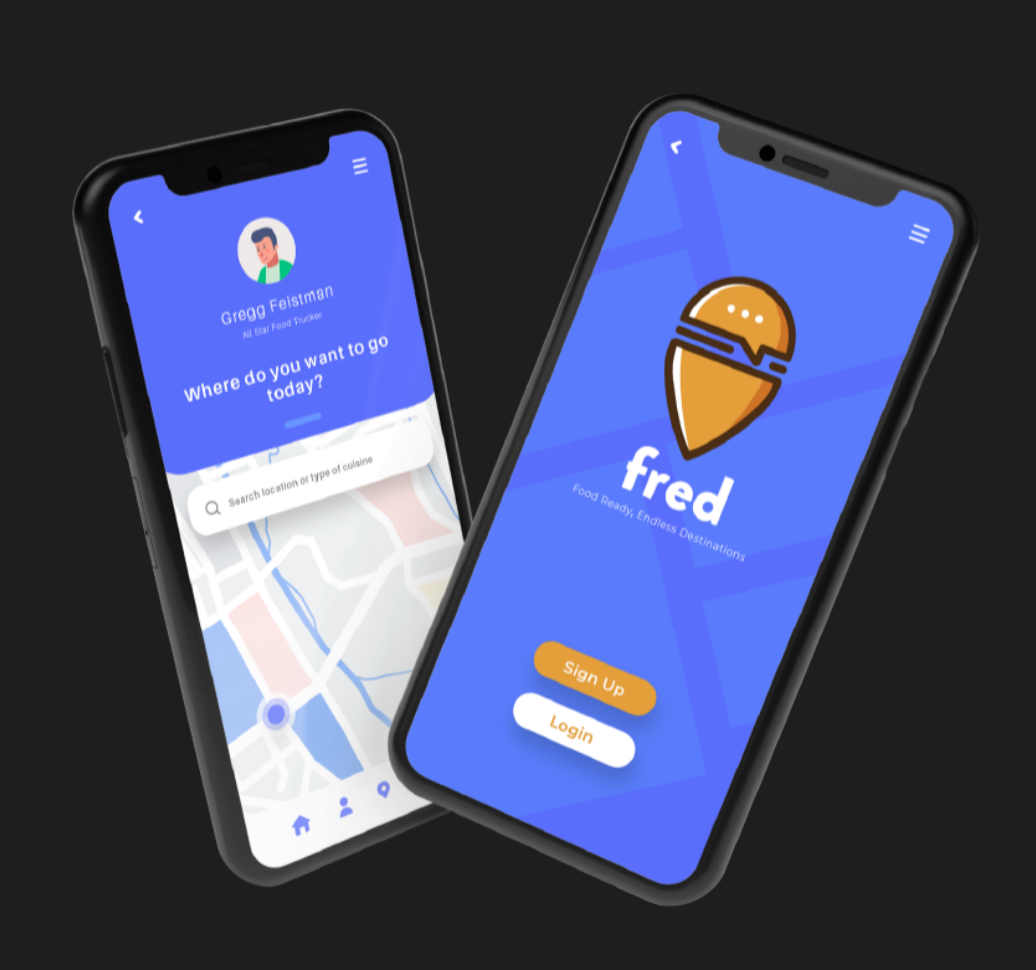 Gregg Feistman
All Star Food Trucker
Where do you want to go
today?
Search location or type of cuisine
fred
Food Ready, Endless Destinations
Sign Up
Login